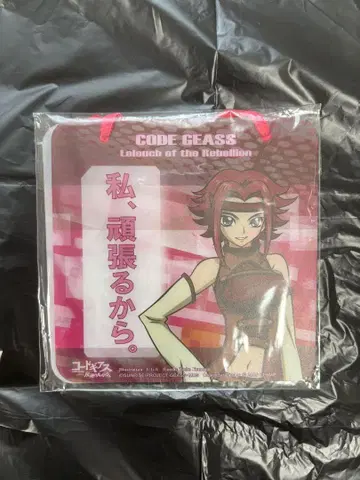 CODE GEASS
Lelouch of the Rebellion
私、頑張るから。
コードギアス